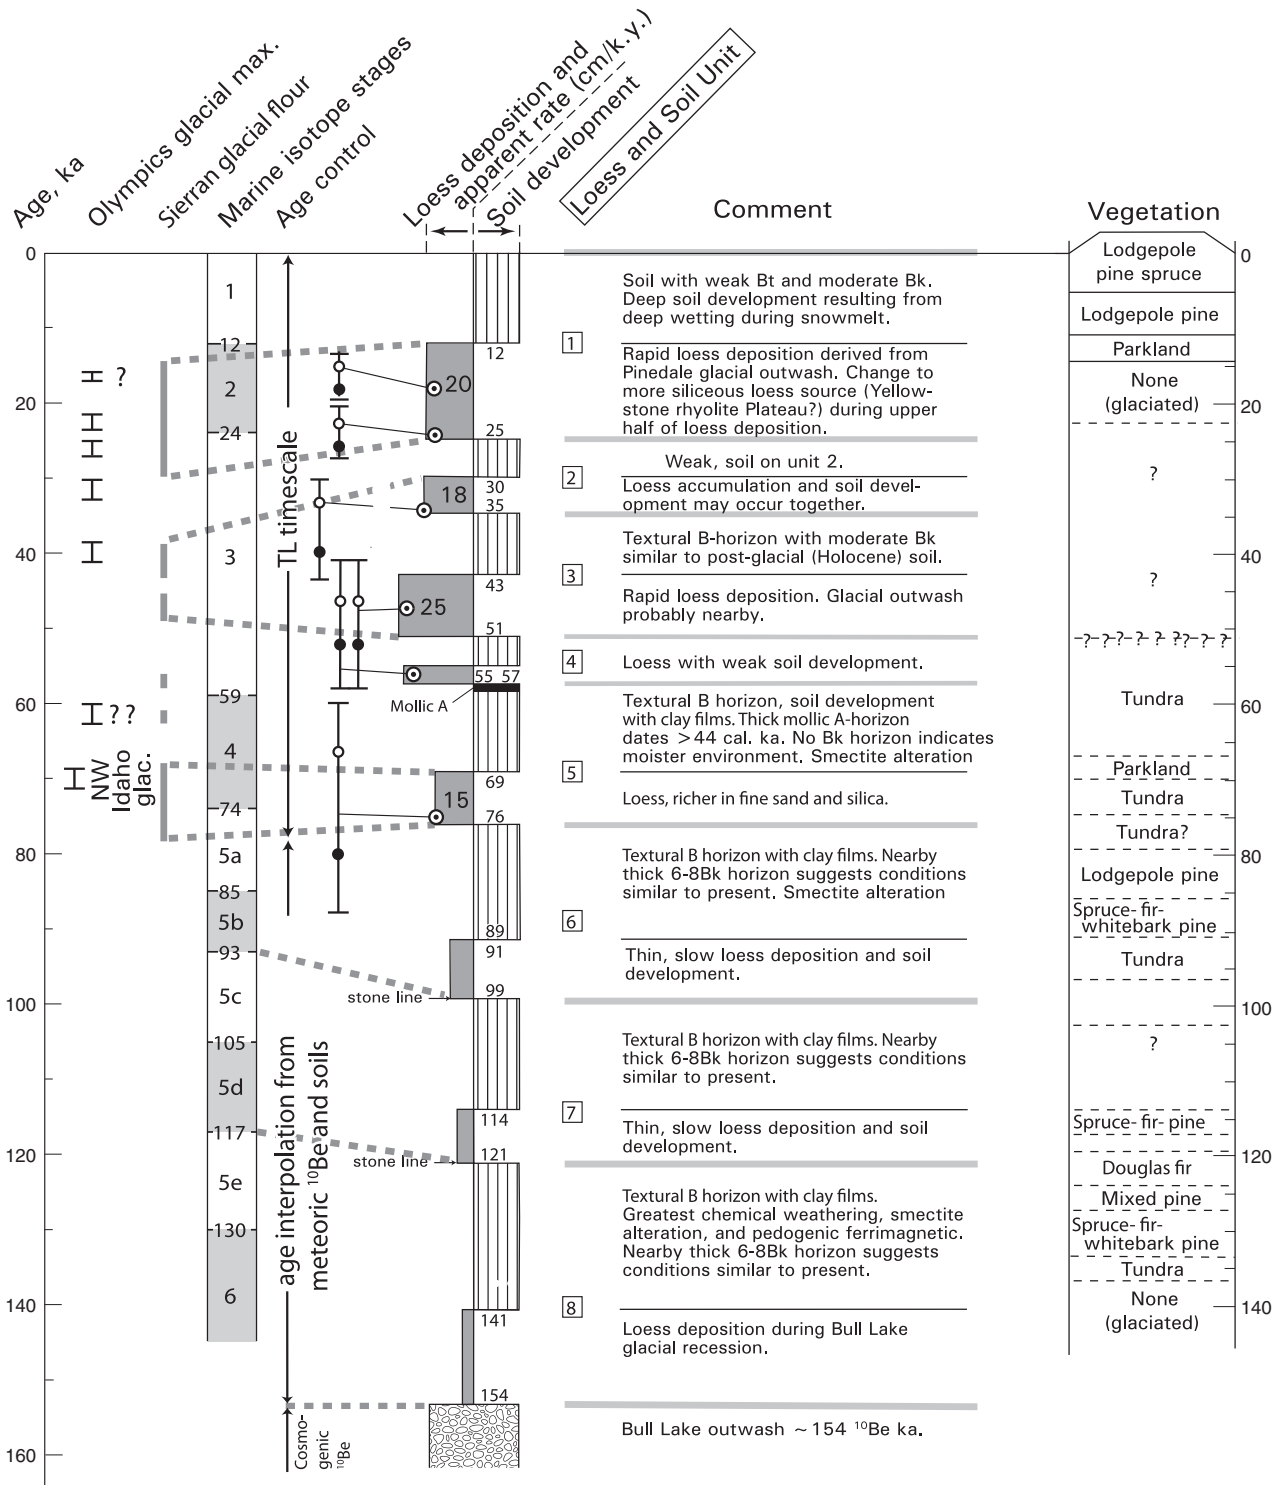 Age, ka
Olympics glacial max.
Sierran glacial flour
Marine isotope stages
Age control
Loess deposition and
apparent rate (cm/k.y.)
Soil development
Loess and Soil Unit
Comment
Vegetation
0
20
40
60
80
100
120
140
160
?
? ?
NW
Idaho
glac.
1
12
2
24
3
59
4
74
5a
85
5b
93
5c
105
5d
117
5e
130
6
TL timescale
age interpolation from
meteoric ¹⁰Be and soils
Cosmo-
genic
¹⁰Be
12
20
25
30
18
35
43
25
51
55 57
Mollic A
69
15
76
89
91
stone line
99
114
stone line
121
141
154
1
Soil with weak Bt and moderate Bk.
Deep soil development resulting from
deep wetting during snowmelt.
Rapid loess deposition derived from
Pinedale glacial outwash. Change to
more siliceous loess source (Yellow-
stone rhyolite Plateau?) during upper
half of loess deposition.
2
Weak, soil on unit 2.
Loess accumulation and soil devel-
opment may occur together.
3
Textural B-horizon with moderate Bk
similar to post-glacial (Holocene) soil.
Rapid loess deposition. Glacial outwash
probably nearby.
4
Loess with weak soil development.
5
Textural B horizon, soil development
with clay films. Thick mollic A-horizon
dates >44 cal. ka. No Bk horizon indicates
moister environment. Smectite alteration
Loess, richer in fine sand and silica.
6
Textural B horizon with clay films. Nearby
thick 6-8Bk horizon suggests conditions
similar to present. Smectite alteration
Thin, slow loess deposition and soil
development.
7
Textural B horizon with clay films. Nearby
thick 6-8Bk horizon suggests conditions
similar to present.
Thin, slow loess deposition and soil
development.
8
Textural B horizon with clay films.
Greatest chemical weathering, smectite
alteration, and pedogenic ferrimagnetic.
Nearby thick 6-8Bk horizon suggests
conditions similar to present.
Loess deposition during Bull Lake
glacial recession.
Bull Lake outwash ~ 154 ¹⁰Be ka.
Lodgepole
pine spruce
Lodgepole pine
Parkland
None
(glaciated)
?
?
? ? ? ? ? ? ? ?
Tundra
Parkland
Tundra
Tundra?
Lodgepole pine
Spruce- fir-
whitebark pine
Tundra
?
Spruce-fir-pine
Douglas fir
Mixed pine
Spruce- fir-
whitebark pine
Tundra
None
(glaciated)
0
20
40
60
80
100
120
140